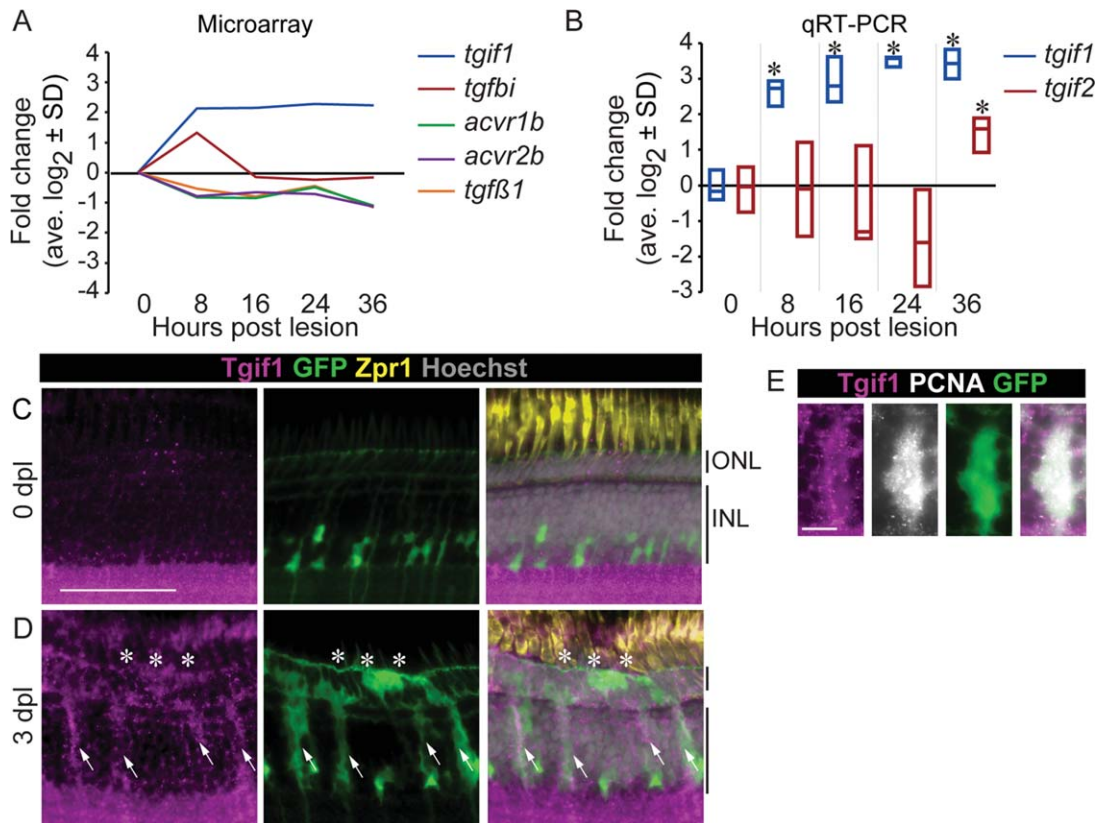 A
Microarray
Fold change
(ave. log2 ± SD)
4
3
2
1
0
-1
-2
-3
-4
0 8 16 24 36
Hours post lesion
tgif1
tgfbi
acvr1b
acvr2b
tgfß1
B
qRT-PCR
Fold change
(ave. log2 ± SD)
4
3
2
1
0
-1
-2
-3
* * * * *
0 8 16 24 36
Hours post lesion
tgif1
tgif2
Tgif1 GFP Zpr1 Hoechst
C
0 dpl
ONL
INL
D
3 dpl
* * *
* * *
* * *
E
Tgif1 PCNA GFP